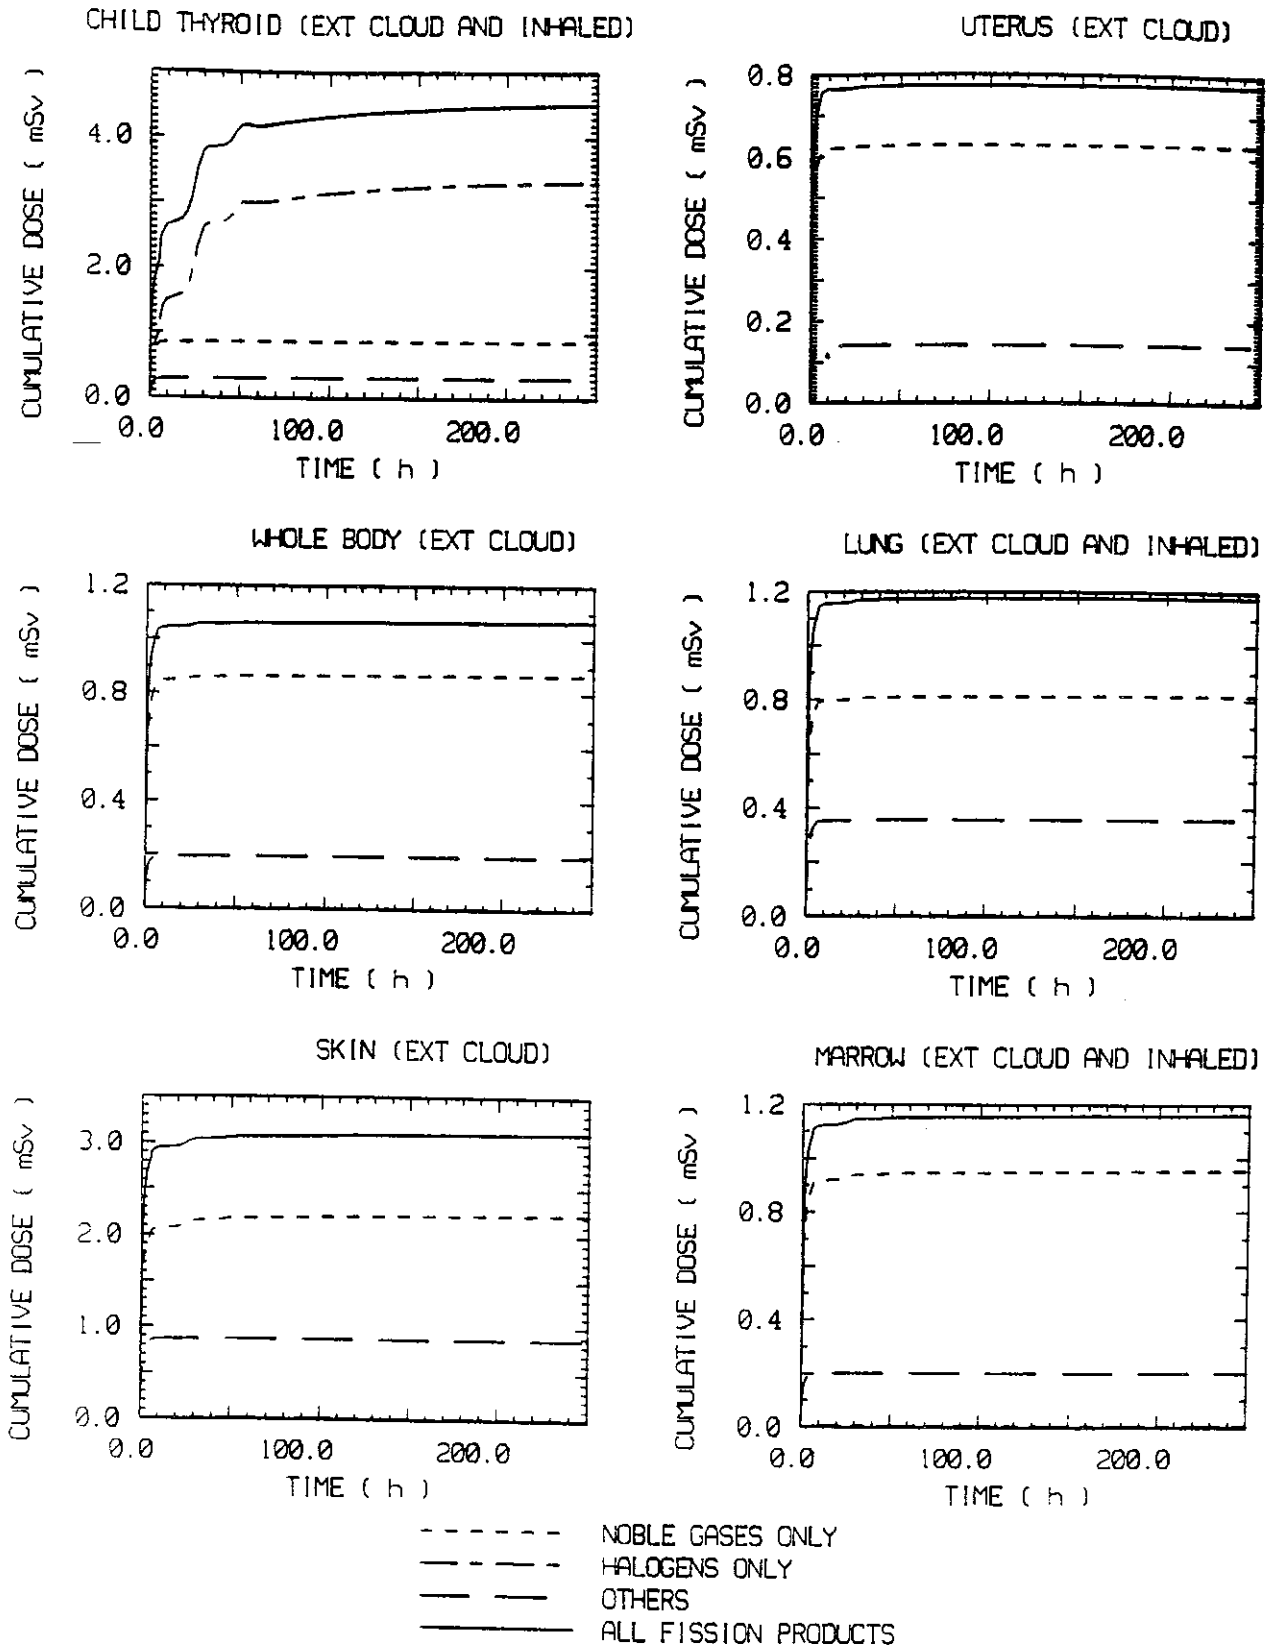 CHILD THYROID (EXT CLOUD AND INHALED)
CUMULATIVE DOSE ( mSv )
4.0
2.0
0.0
0.0 100.0 200.0
TIME ( h )
UTERUS (EXT CLOUD)
CUMULATIVE DOSE ( mSv )
0.8
0.6
0.4
0.2
0.0
0.0 100.0 200.0
TIME ( h )
WHOLE BODY (EXT CLOUD)
CUMULATIVE DOSE ( mSv )
1.2
0.8
0.4
0.0
0.0 100.0 200.0
TIME ( h )
LUNG (EXT CLOUD AND INHALED)
CUMULATIVE DOSE ( mSv )
1.2
0.8
0.4
0.0
0.0 100.0 200.0
TIME ( h )
SKIN (EXT CLOUD)
CUMULATIVE DOSE ( mSv )
3.0
2.0
1.0
0.0
0.0 100.0 200.0
TIME ( h )
MARROW (EXT CLOUD AND INHALED)
CUMULATIVE DOSE ( mSv )
1.2
0.8
0.4
0.0
0.0 100.0 200.0
TIME ( h )
NOBLE GASES ONLY
HALOGENS ONLY
OTHERS
ALL FISSION PRODUCTS